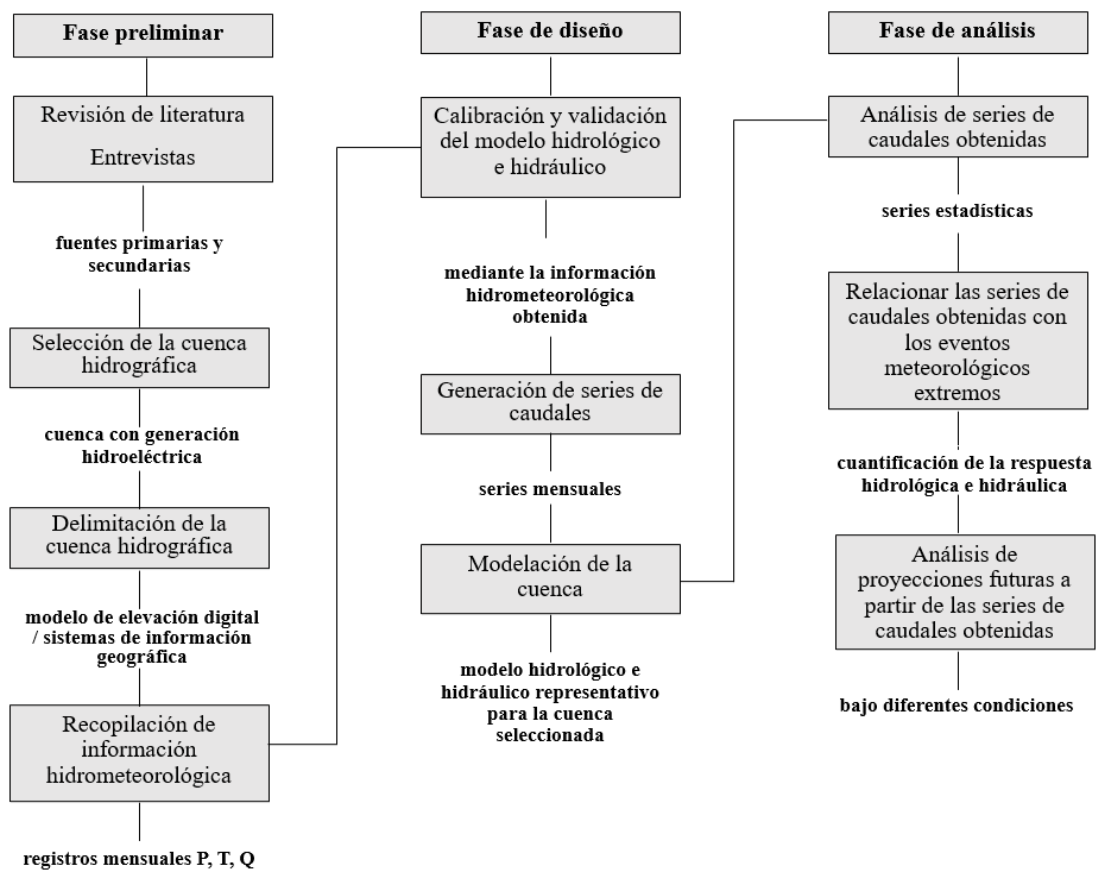 Fase preliminar
Revisión de literatura
Entrevistas
fuentes primarias y
secundarias
Selección de la cuenca
hidrográfica
cuenca con generación
hidroeléctrica
Delimitación de la
cuenca hidrográfica
modelo de elevación digital
/ sistemas de información
geográfica
Recopilación de
información
hidrometeorológica
registros mensuales P, T, Q
Fase de diseño
Calibración y validación
del modelo hidrológico
e hidráulico
mediante la información
hidrometeorológica
obtenida
Generación de series de
caudales
series mensuales
Modelación de la
cuenca
modelo hidrológico e
hidráulico representativo
para la cuenca
seleccionada
Fase de análisis
Análisis de series de
caudales obtenidas
series estadísticas
Relacionar las series de
caudales obtenidas con
los eventos
meteorológicos
extremos
cuantificación de la respuesta
hidrológica e hidráulica
Análisis de
proyecciones futuras a
partir de las series de
caudales obtenidas
bajo diferentes condiciones